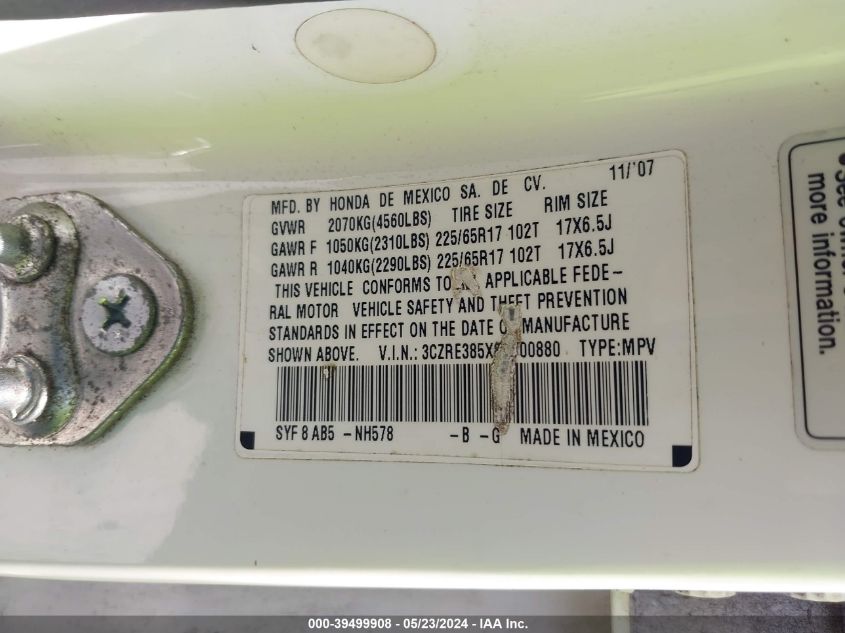 11/'07
MFD. BY HONDA DE MEXICO SA. DE CV.
GVWR 2070KG(4560LBS) TIRE SIZE RIM SIZE
GAWR F 1050KG(2310LBS) 225/65R17 102T 17X6.5J
GAWR R 1040KG(2290LBS) 225/65R17 102T 17X6.5J
THIS VEHICLE CONFORMS TO APPLICABLE FEDE-
RAL MOTOR VEHICLE SAFETY AND THEFT PREVENTION
STANDARDS IN EFFECT ON THE DATE OF MANUFACTURE
SHOWN ABOVE. V.I.N.: TYPE:MPV
SYF 8 AB5 -NH578 -B -G MADE IN MEXICO
more information.
000-39499908 - 05/23/2024 - IAA Inc.